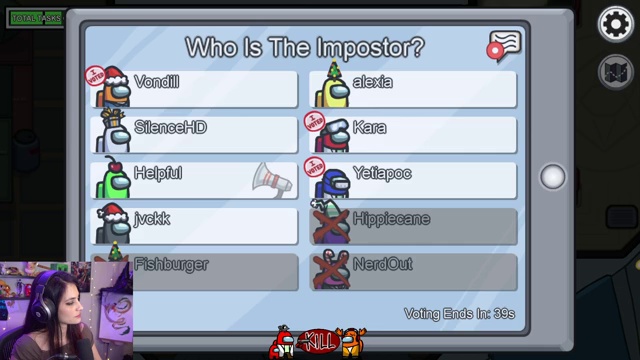 TOTAL TASKS
Who Is The Impostor?
I VOTED
Vondill
alexia
SilenceHD
I VOTED
Kara
Helpful
I VOTED
Yetiapoc
jvckk
Hippiecane
Fishburger
NerdOut
Voting Ends In: 39s
KILL